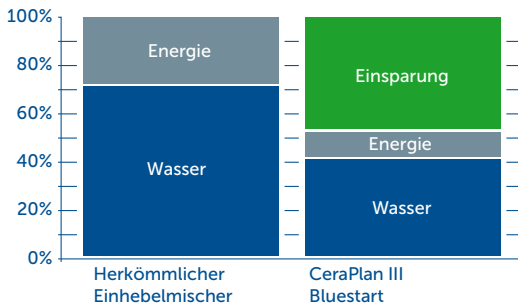 100%
80%
60%
40%
20%
0%
Energie
Wasser
Einsparung
Energie
Wasser
Herkömmlicher
Einhebelmischer
CeraPlan III
Bluestart